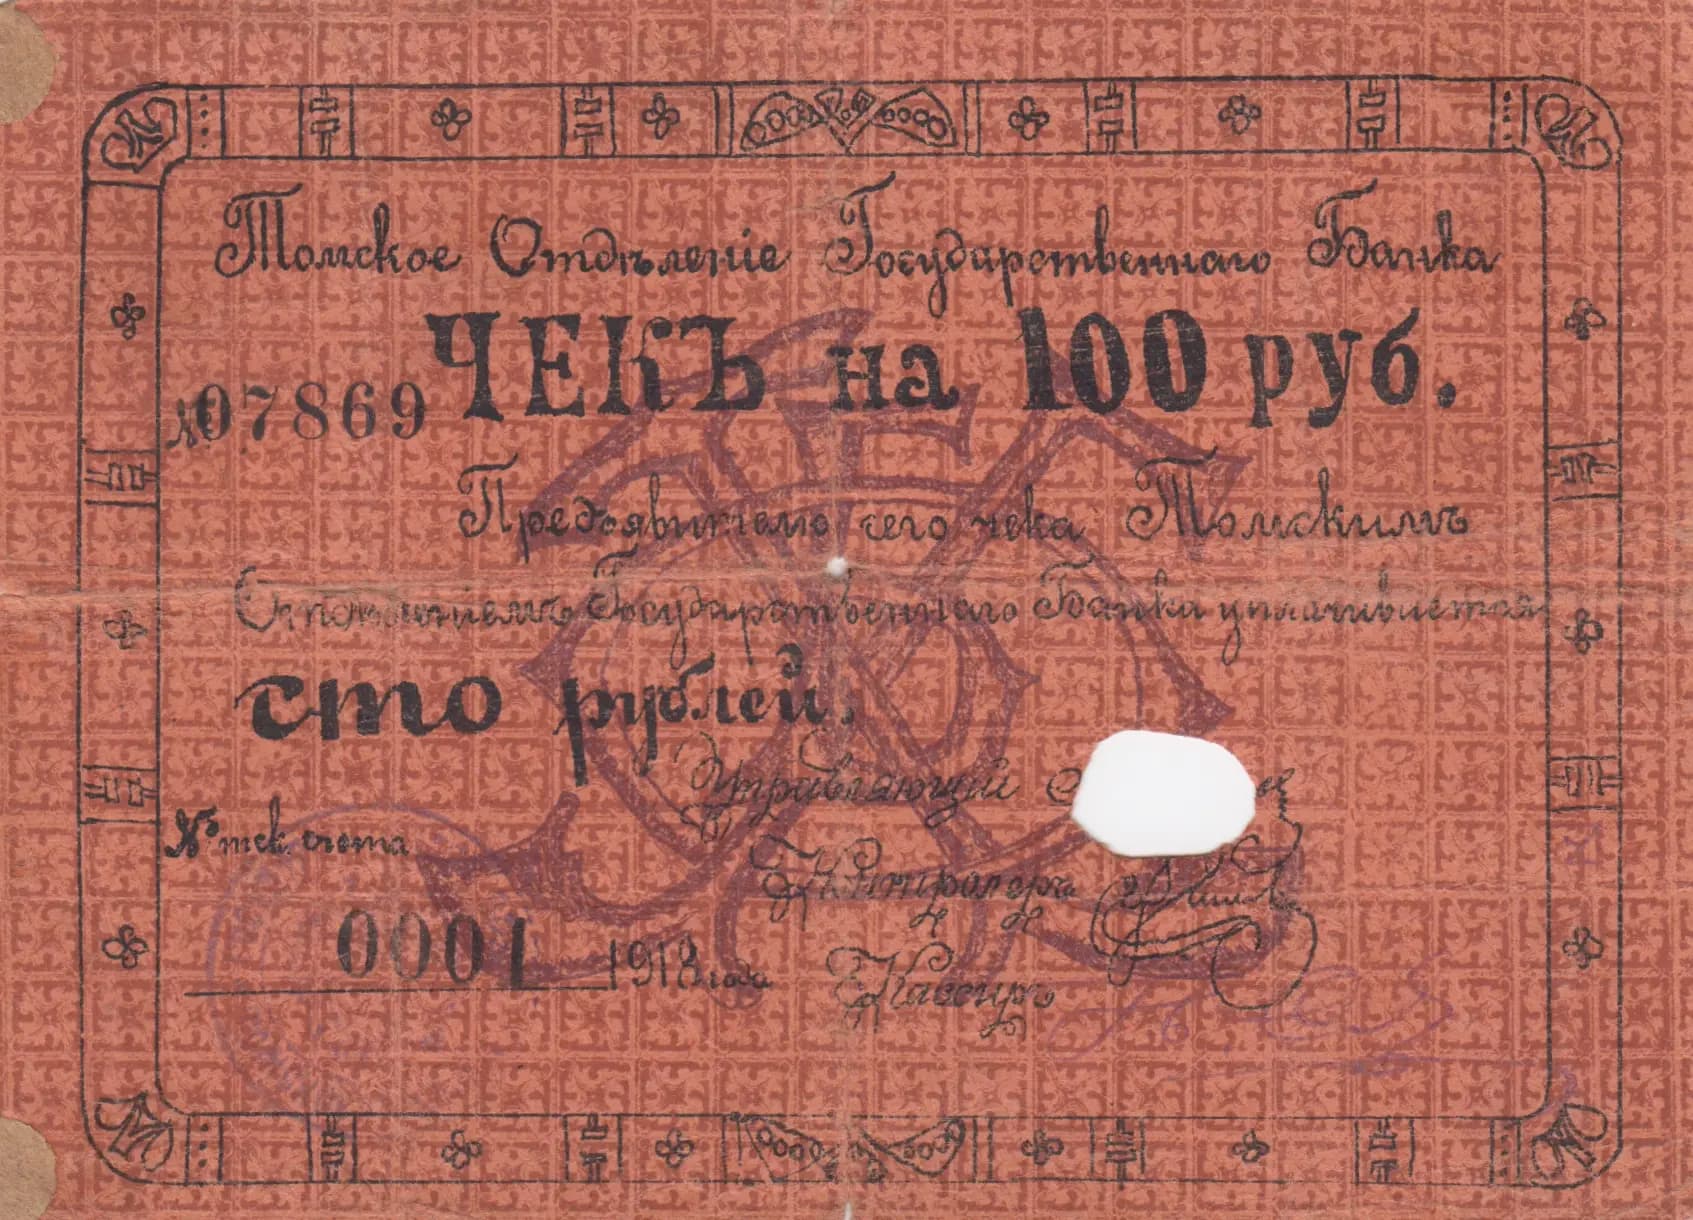 Томское Отдѣленіе Государственнаго Банка
ЧЕКЪ на 100 руб.
№07869
Предъявителю сего чека Томскимъ
Отдѣленіемъ Государственнаго Банка уплачивается
сто рублей.
Управляющій
№ тек. счета
Контролеръ
0001 1918 года
Кассиръ